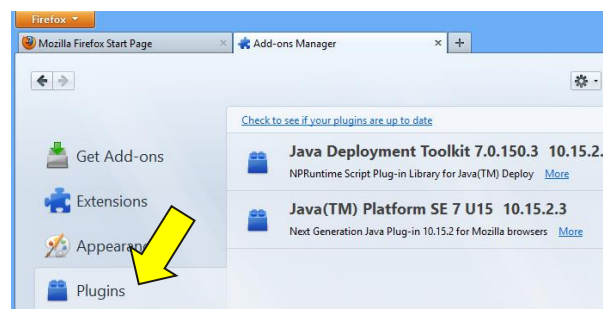 Firefox
Mozilla Firefox Start Page
Add-ons Manager
Check to see if your plugins are up to date
Get Add-ons
Java Deployment Toolkit 7.0.150.3 10.15.2.
NPRuntime Script Plug-in Library for Java(TM) Deploy More
Extensions
Java(TM) Platform SE 7 U15 10.15.2.3
Next Generation Java Plug-in 10.15.2 for Mozilla browsers More
Plugins